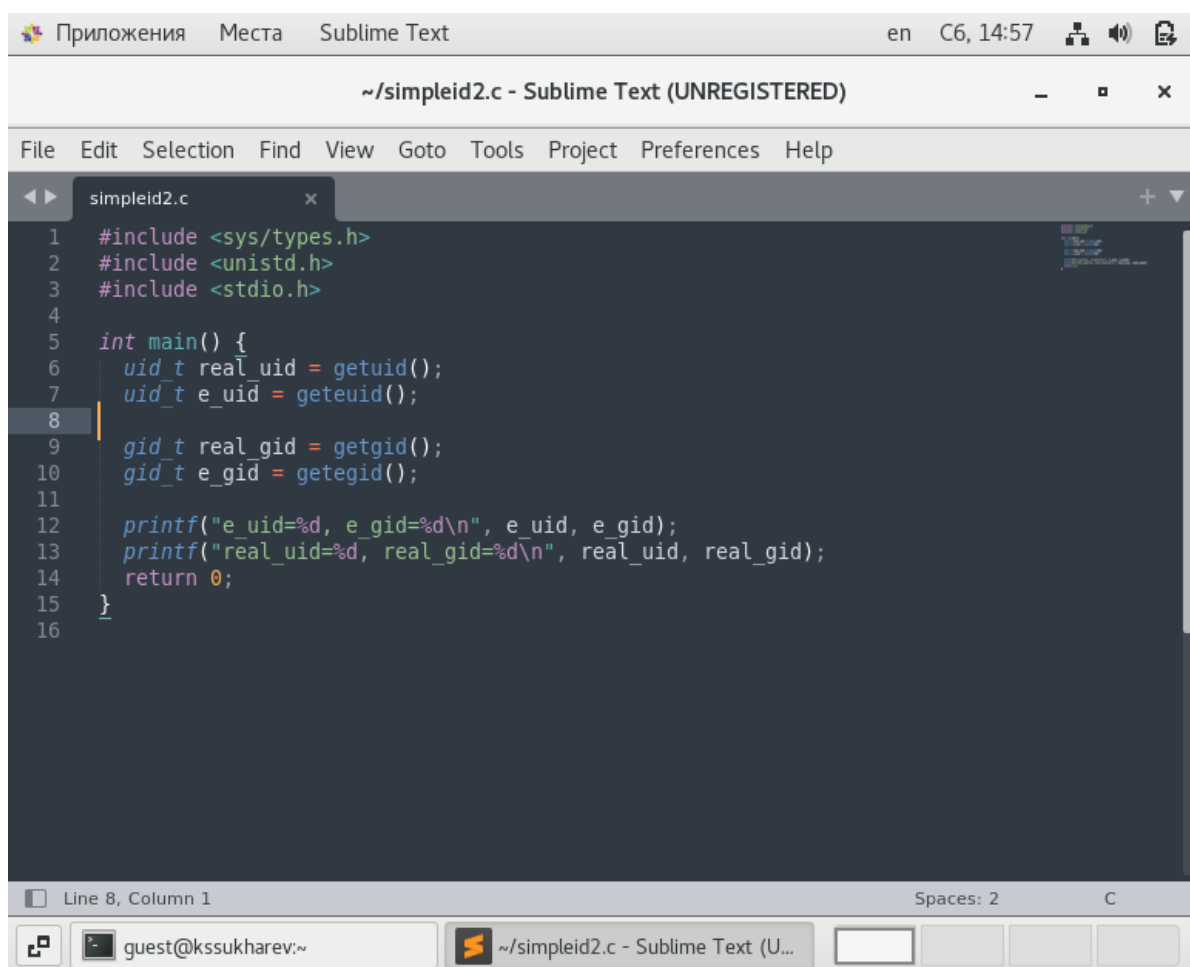 Приложения Места Sublime Text en Сб, 14:57
~/simpleid2.c - Sublime Text (UNREGISTERED)
File Edit Selection Find View Goto Tools Project Preferences Help
simpleid2.c
1 #include <sys/types.h>
2 #include <unistd.h>
3 #include <stdio.h>
4
5 int main() {
6   uid_t real_uid = getuid();
7   uid_t e_uid = geteuid();
8
9   gid_t real_gid = getgid();
10   gid_t e_gid = getegid();
11
12   printf("e_uid=%d, e_gid=%d\n", e_uid, e_gid);
13   printf("real_uid=%d, real_gid=%d\n", real_uid, real_gid);
14   return 0;
15 }
16
Line 8, Column 1 Spaces: 2 C
guest@kssukharev:~ ~/simpleid2.c - Sublime Text (U...